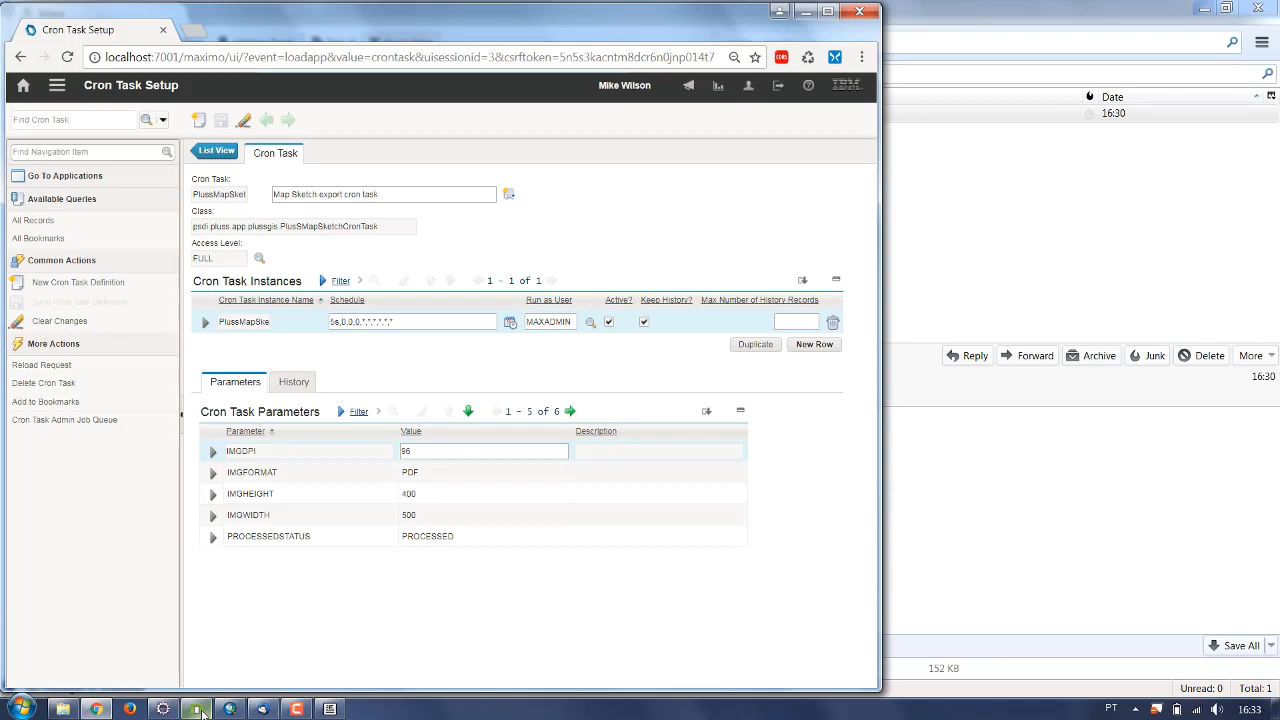 Cron Task Setup
localhost:7001/maximo/ui/?event=loadapp&value=crontask&uisessionid=3&csrftoken=5n5s3kacntm8dcr6n0jnp014t7
Cron Task Setup
Mike Wilson
Find Cron Task
Find Navigation Item
Go To Applications
Available Queries
All Records
All Bookmarks
Common Actions
New Cron Task Definition
Save Cron Task Definition
Clear Changes
More Actions
Reload Request
Delete Cron Task
Add to Bookmarks
Cron Task Admin Job Queue
List View
Cron Task
Cron Task:
PlussMapSket
Map Sketch export cron task
Class:
psdi.pluss.app.plussgis.PlusSMapSketchCronTask
Access Level:
FULL
Cron Task Instances
Filter
1 - 1 of 1
Cron Task Instance Name
Schedule
Run as User
Active?
Keep History?
Max Number of History Records
PlussMapSke
5s,0,0,0,*,*,*,*,*,*
MAXADMIN
Duplicate
New Row
Parameters
History
Cron Task Parameters
Filter
1 - 5 of 6
Parameter
Value
Description
IMGDPI
96
IMGFORMAT
PDF
IMGHEIGHT
400
IMGWIDTH
500
PROCESSEDSTATUS
PROCESSED
Date
16:30
Reply
Forward
Archive
Junk
Delete
More
16:30
Save All
152 KB
Unread: 0
Total: 1
PT
16:33